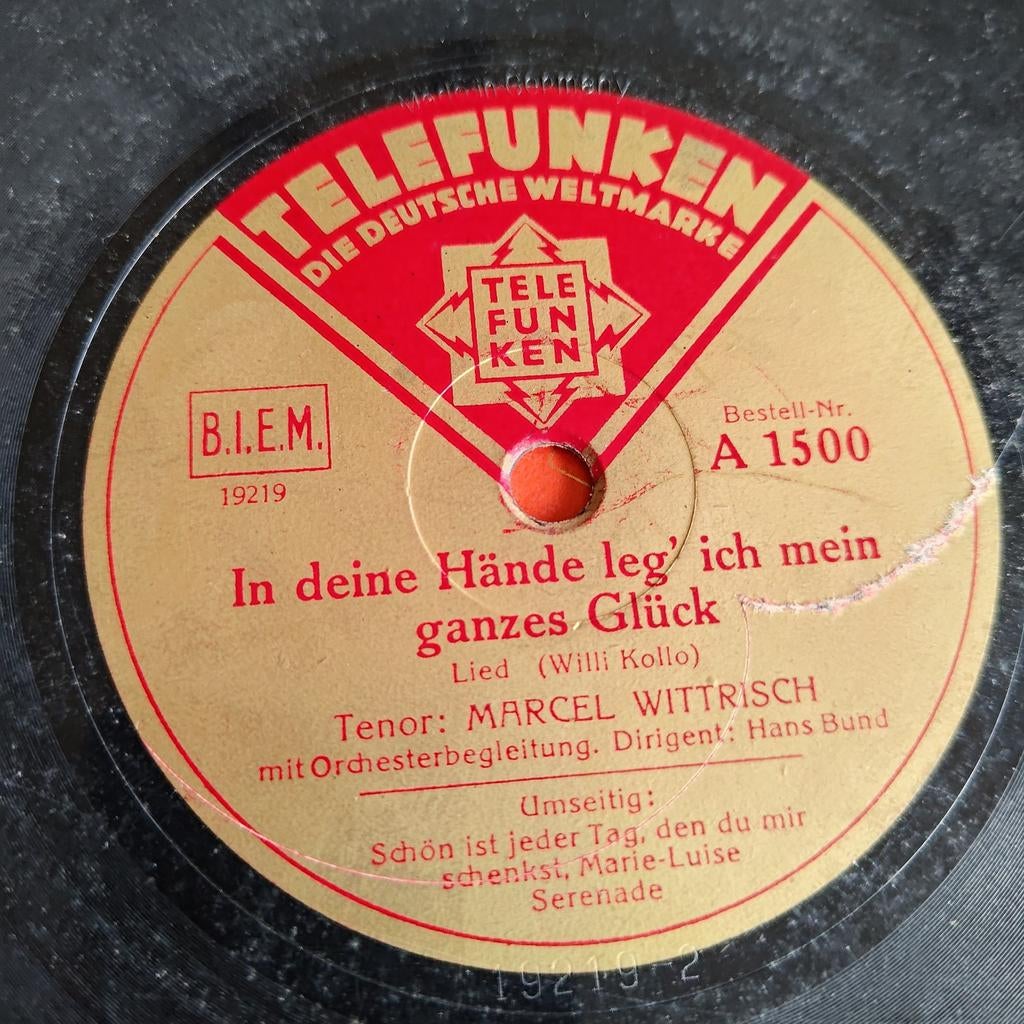 Made in Germany
TELEFUNKEN
DIE DEUTSCHE WELTMARKE
TELE
FUN
KEN
B.I.E.M.
19219
Bestell-Nr.
A 1500
In deine Hände leg' ich mein
ganzes Glück
Lied (Willi Kollo)
Tenor: MARCEL WITTRISCH
mit Orchesterbegleitung. Dirigent: Hans Bund
Umseitig:
Schön ist jeder Tag, den du mir
schenkst, Marie-Luise
Serenade
19219-2